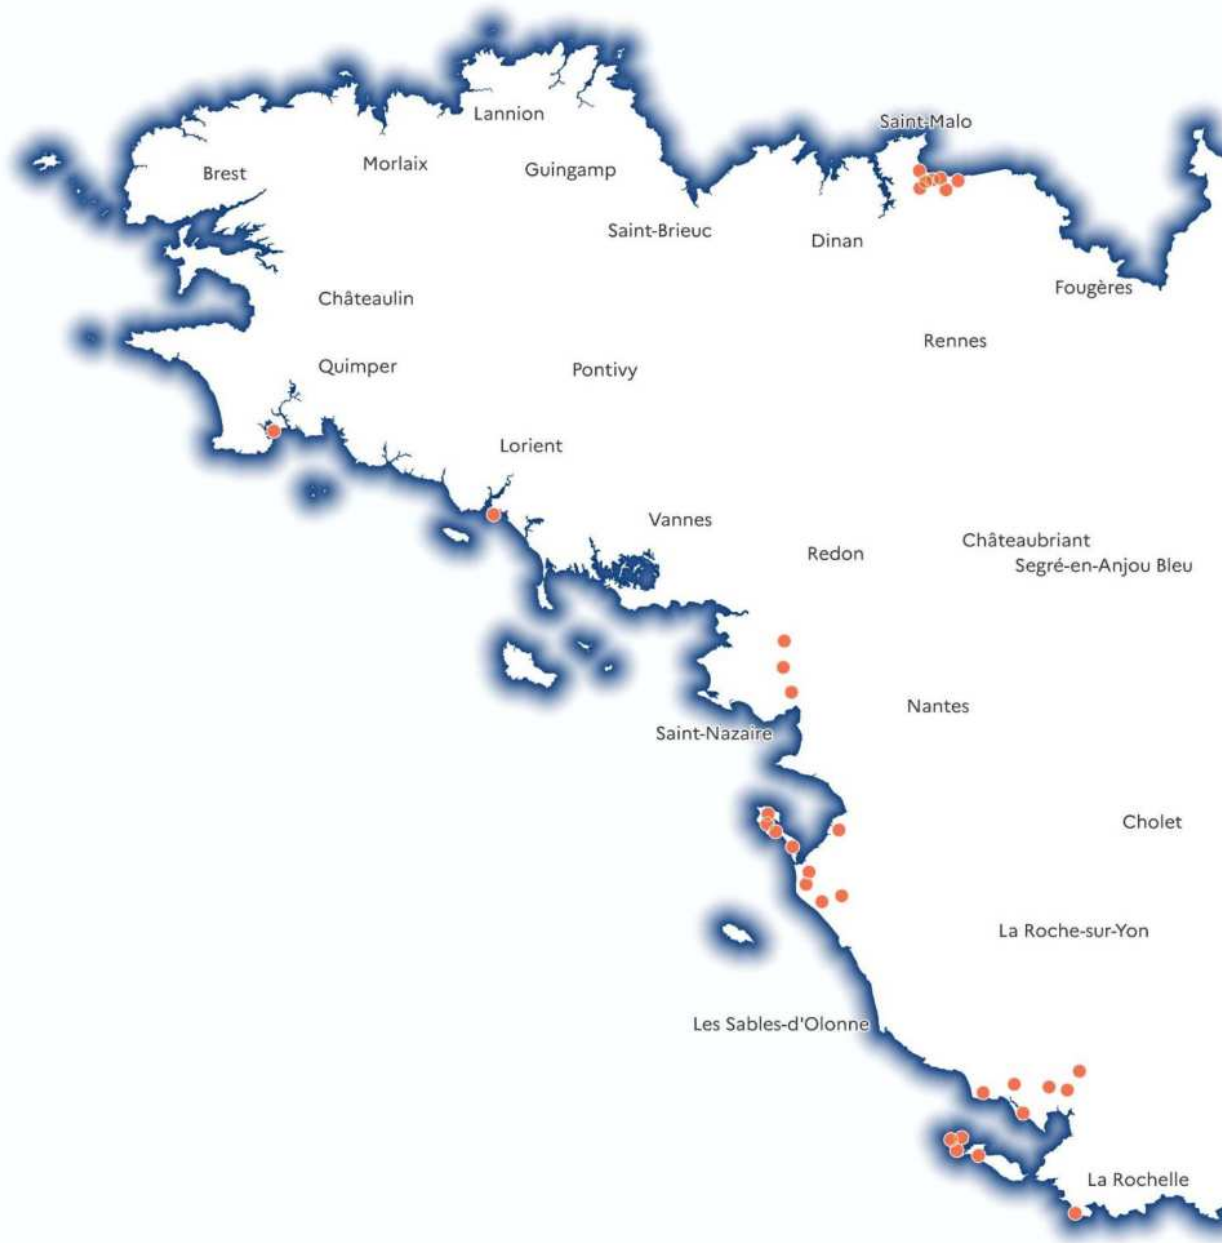 Lannion
Saint-Malo
Morlaix
Guingamp
Brest
Saint-Brieuc
Dinan
Fougères
Châteaulin
Rennes
Quimper
Pontivy
Lorient
Vannes
Châteaubriant
Redon
Segré-en-Anjou Bleu
Nantes
Saint-Nazaire
Cholet
La Roche-sur-Yon
Les Sables-d'Olonne
La Rochelle